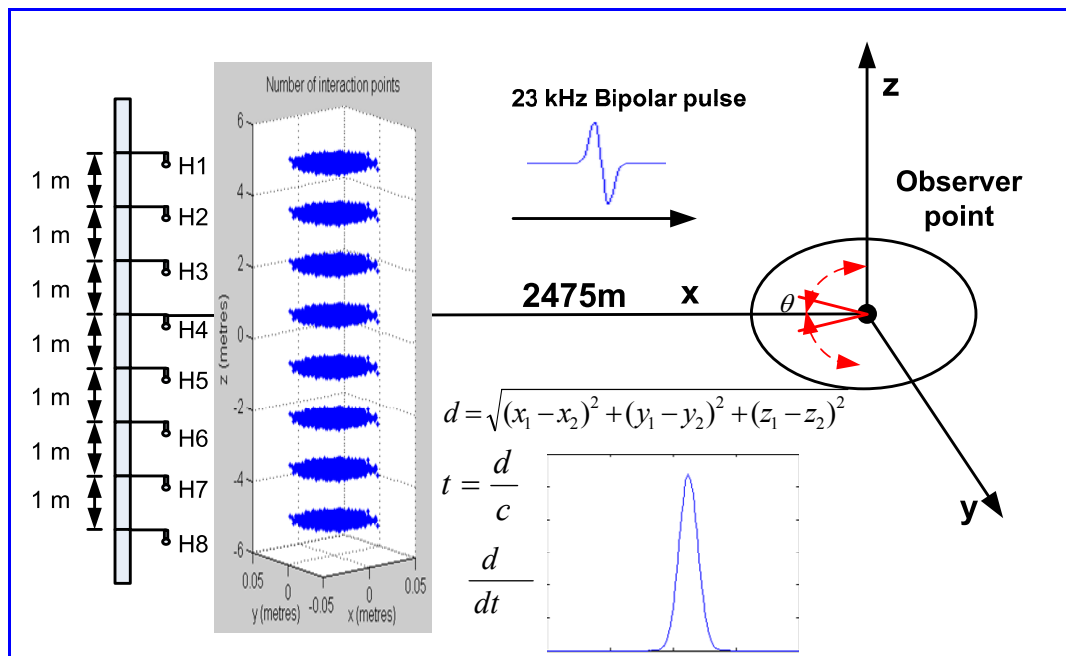 1 m
1 m
1 m
1 m
1 m
1 m
1 m
H1
H2
H3
H4
H5
H6
H7
H8
Number of interaction points
z (metres)
6
4
2
0
-2
-4
-6
0.05
0
-0.05
y (metres)
0
0.05
x (metres)
23 kHz Bipolar pulse
2475m
x
z
Observer
point
θ
y
d = √(x₁ − x₂)² + (y₁ − y₂)² + (z₁ − z₂)²
t = d/c
d/dt